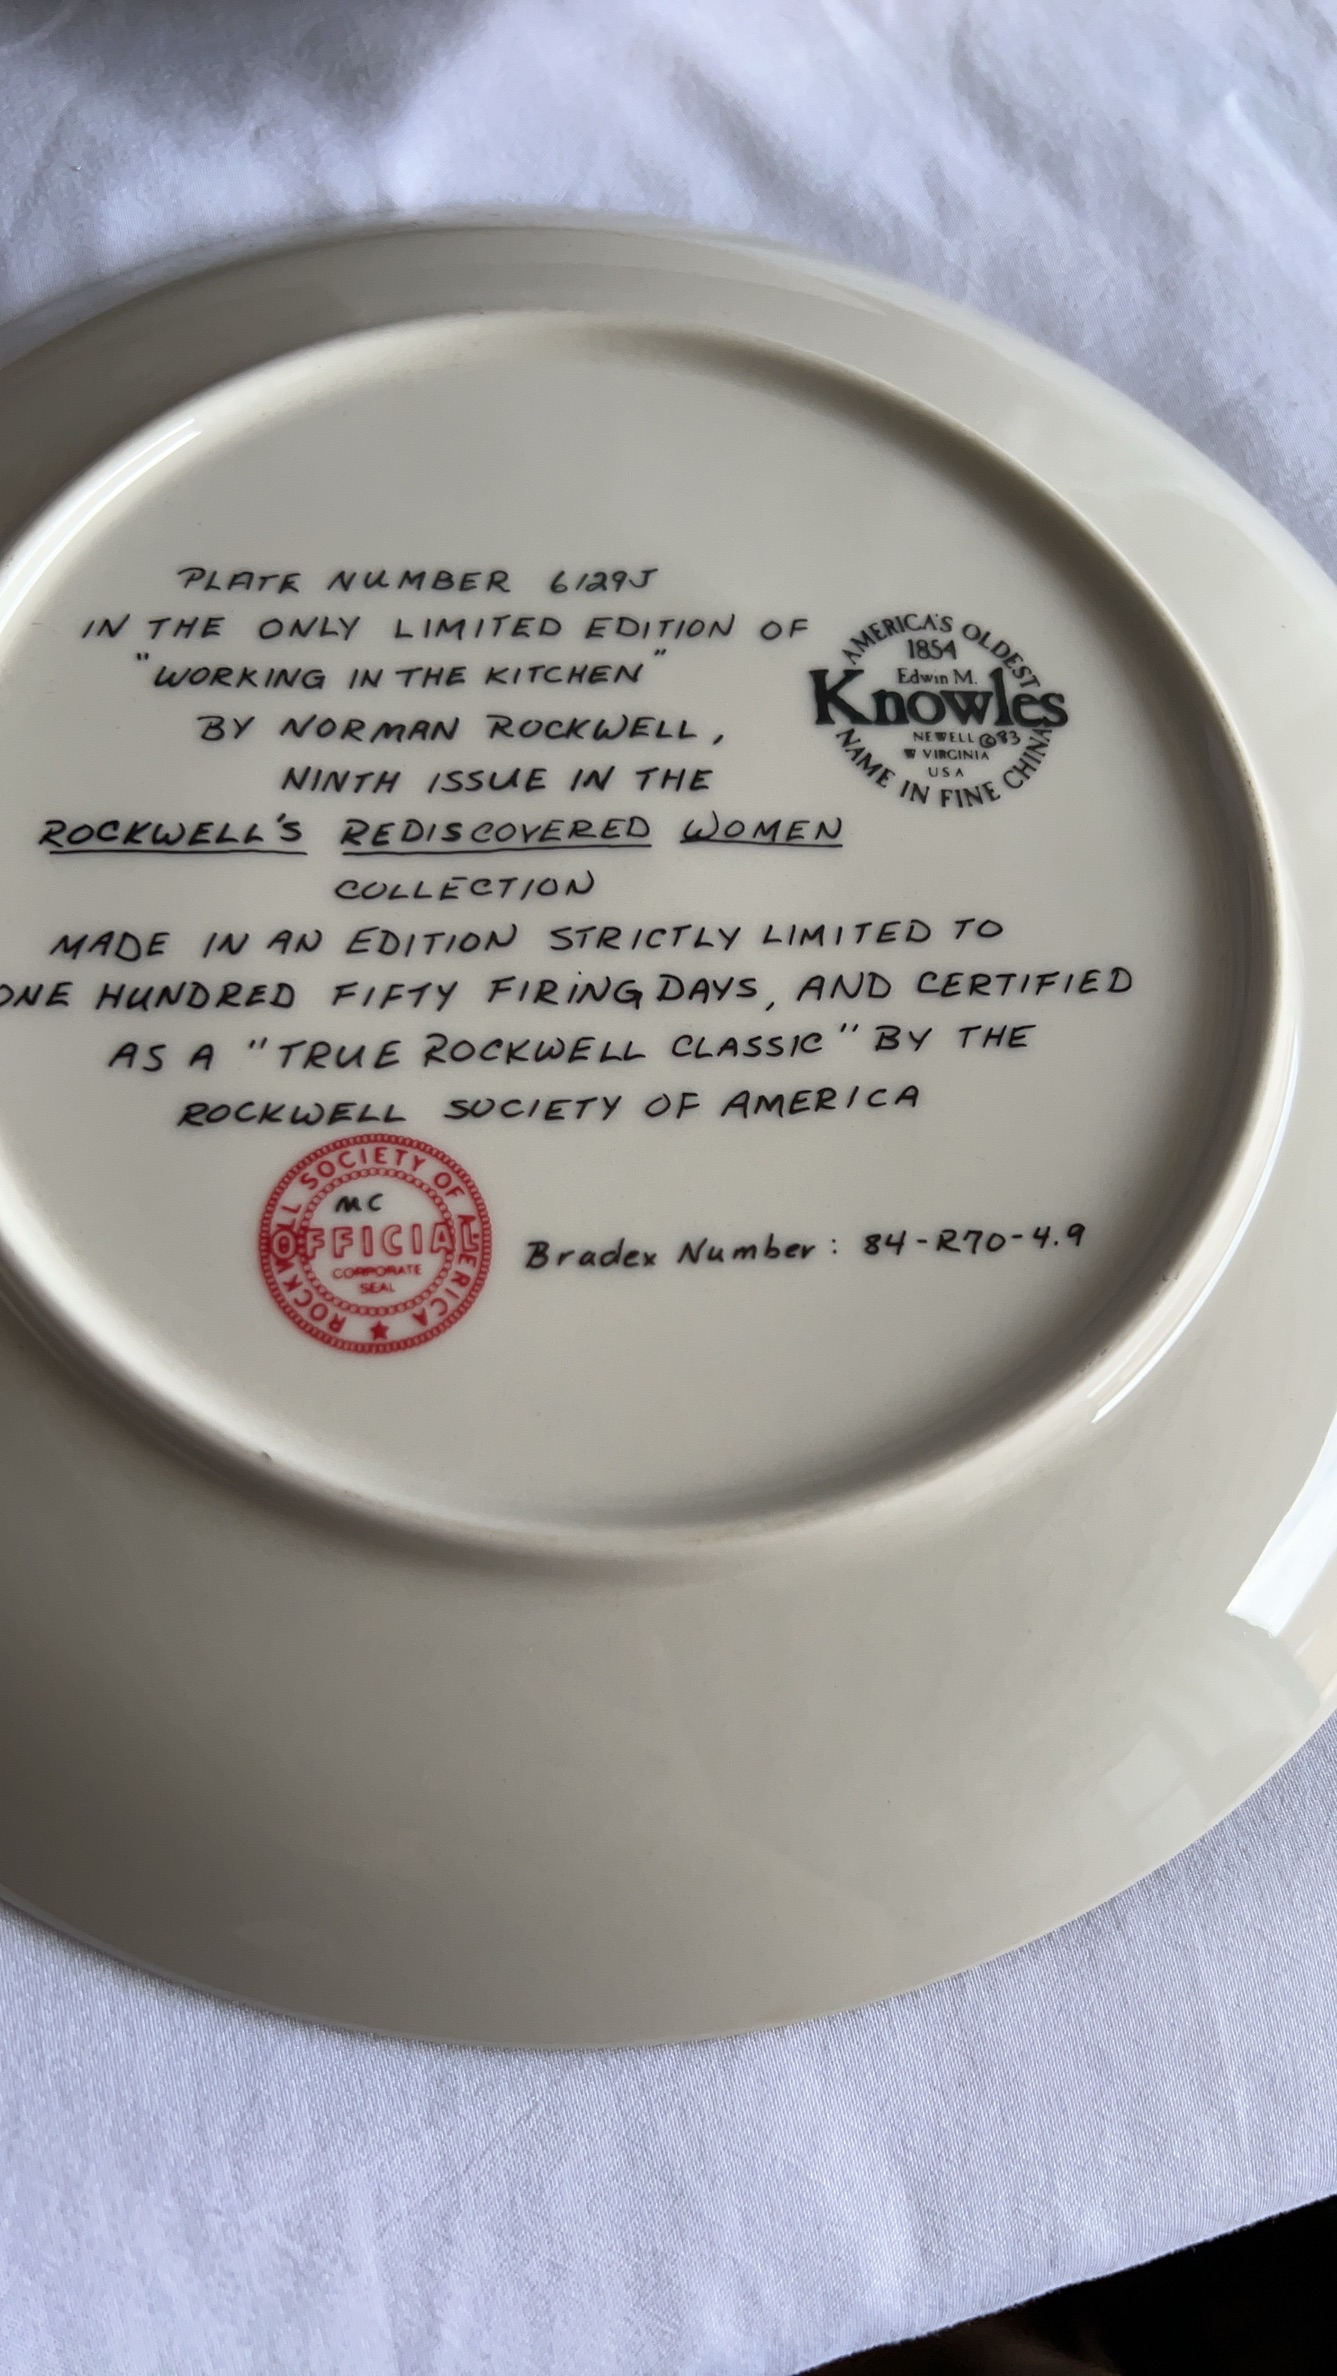 PLATE NUMBER 6129J
IN THE ONLY LIMITED EDITION OF
"WORKING IN THE KITCHEN"
BY NORMAN ROCKWELL,
NINTH ISSUE IN THE
ROCKWELL'S REDISCOVERED WOMEN
COLLECTION
MADE IN AN EDITION STRICTLY LIMITED TO
ONE HUNDRED FIFTY FIRING DAYS, AND CERTIFIED
AS A "TRUE ROCKWELL CLASSIC" BY THE
ROCKWELL SOCIETY OF AMERICA
AMERICA'S OLDEST
1854
Edwin M.
Knowles
NEWELL ©83
W VIRGINIA
USA
NAME IN FINE CHINA
ROCKWELL SOCIETY OF AMERICA
MC
OFFICIAL
CORPORATE
SEAL
Bradex Number: 84-R70-4.9